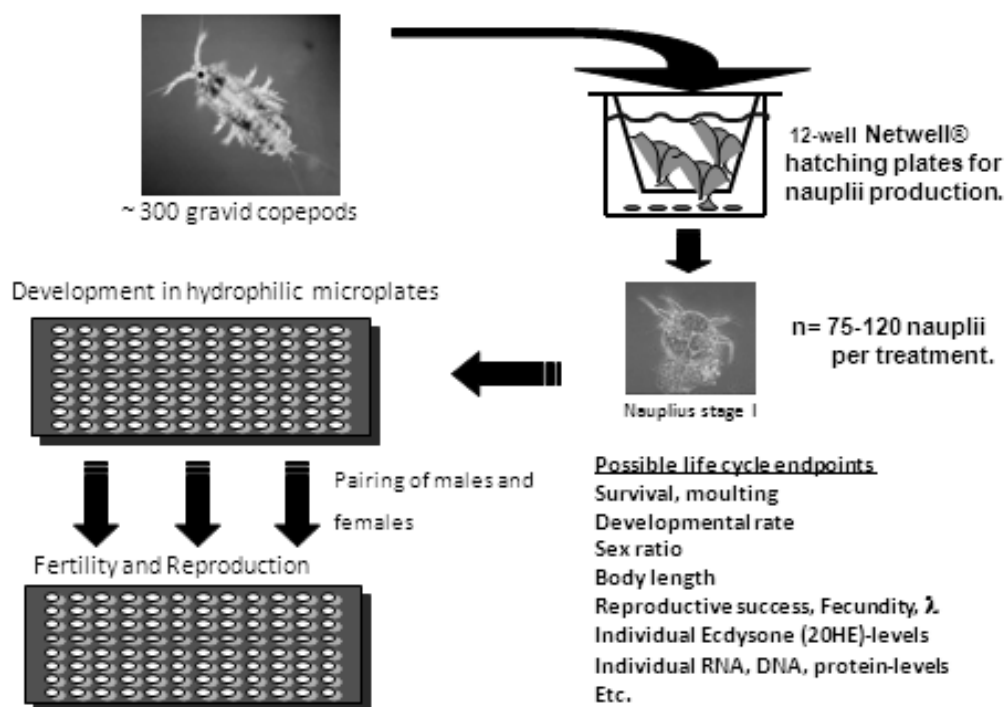 ~ 300 gravid copepods
12-well Netwell®
hatching plates for
nauplii production.
Nauplius stage I
n= 75-120 nauplii
per treatment.
Development in hydrophilic microplates
Pairing of males and
females
Fertility and Reproduction
Possible life cycle endpoints
Survival, moulting
Developmental rate
Sex ratio
Body length
Reproductive success, Fecundity, λ
Individual Ecdysone (20HE)-levels
Individual RNA, DNA, protein-levels
Etc.